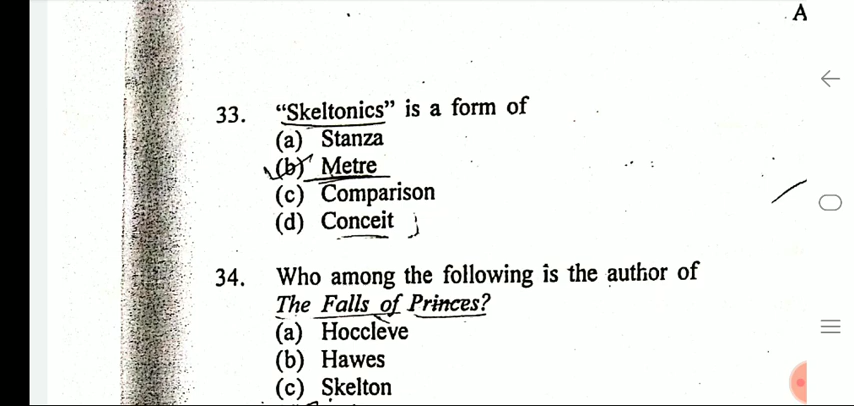 A
33. “Skeltonics” is a form of
(a) Stanza
(b) Metre
(c) Comparison
(d) Conceit
34. Who among the following is the author of
The Falls of Princes?
(a) Hoccleve
(b) Hawes
(c) Skelton